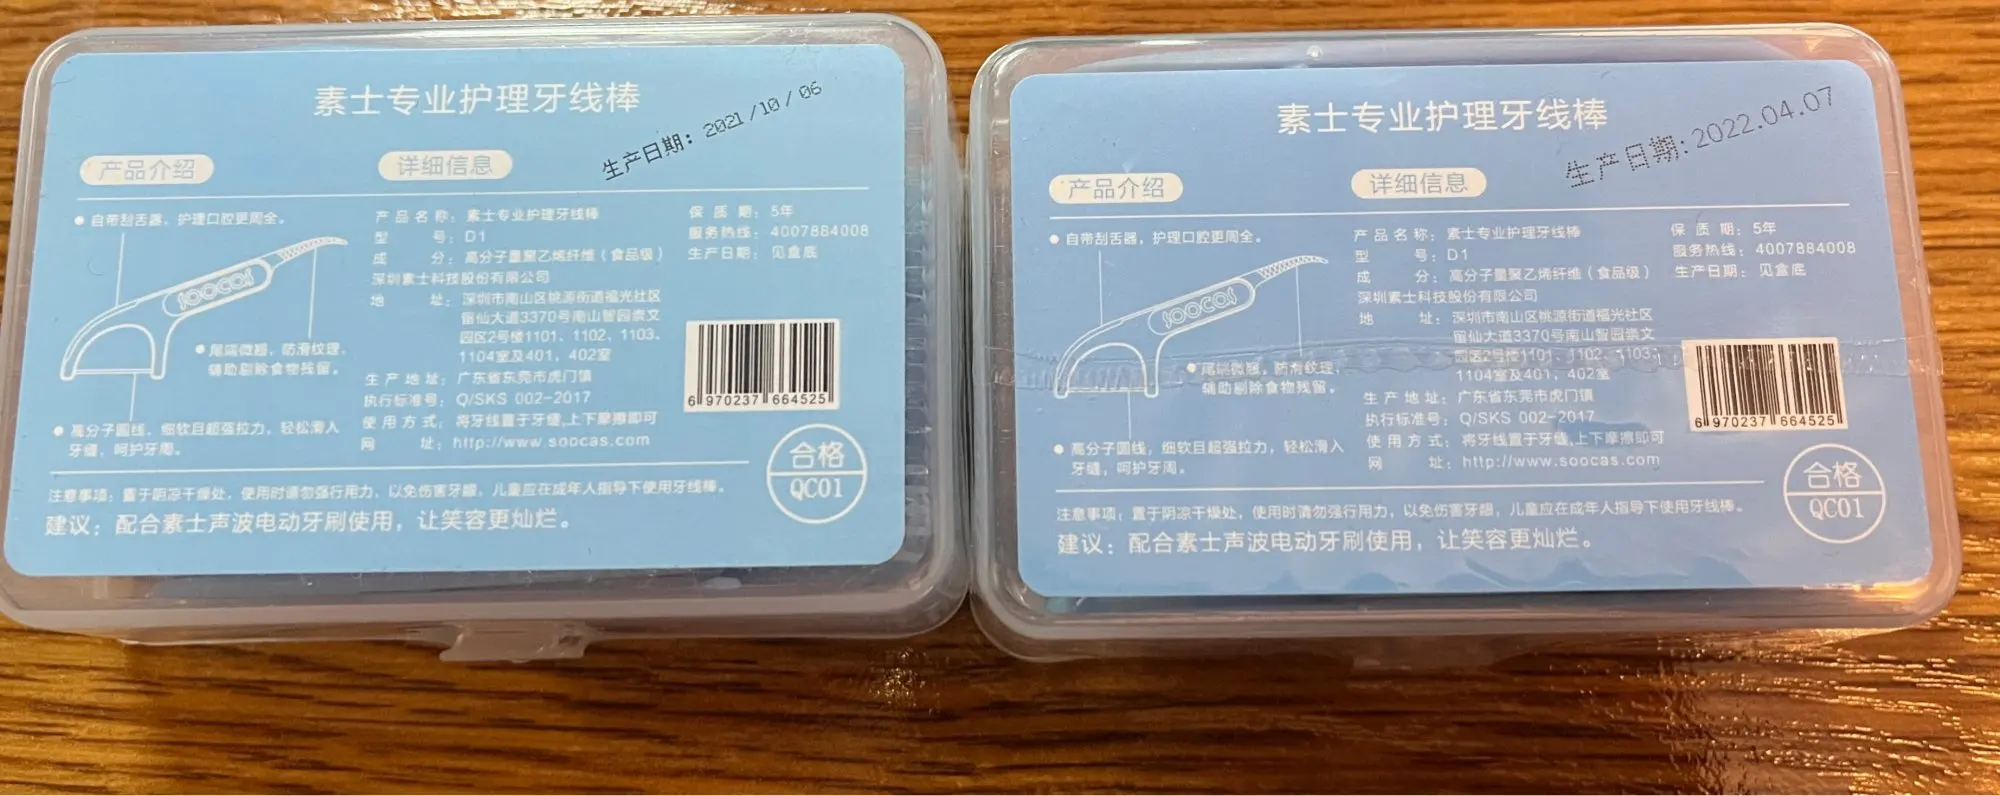 素士专业护理牙线棒
生产日期: 2021/10/06
产品介绍
详细信息
自带刮舌器，护理口腔更周全。
SOOCAS
尾端微翘，防滑纹理，
辅助剔除食物残留。
高分子圆线，细软且超强拉力，轻松滑入
牙缝，呵护牙周。
产品名称：素士专业护理牙线棒
型号：D1
成分：高分子量聚乙烯纤维（食品级）
深圳素士科技股份有限公司
地址：深圳市南山区桃源街道福光社区
留仙大道3370号南山智园崇文
园区2号楼1101、1102、1103、
1104室及401，402室
生产地址：广东省东莞市虎门镇
执行标准号：Q/SKS 002-2017
使用方式：将牙线置于牙缝,上下摩擦即可
网址：http://www.soocas.com
保质期：5年
服务热线：4007884008
生产日期：见盒底
6 970237 664525
合格
QC01
注意事项：置于阴凉干燥处，使用时请勿强行用力，以免伤害牙龈，儿童应在成年人指导下使用牙线棒。
建议：配合素士声波电动牙刷使用，让笑容更灿烂。
素士专业护理牙线棒
生产日期:2022.04.07
产品介绍
详细信息
自带刮舌器，护理口腔更周全。
SOOCAS
尾端微翘，防滑纹理，
辅助剔除食物残留。
高分子圆线，细软且超强拉力，轻松滑入
牙缝，呵护牙周。
产品名称：素士专业护理牙线棒
型号：D1
成分：高分子量聚乙烯纤维（食品级）
深圳素士科技股份有限公司
地址：深圳市南山区桃源街道福光社区
留仙大道3370号南山智园崇文
园区2号楼1101、1102、1103、
1104室及401，402室
生产地址：广东省东莞市虎门镇
执行标准号：Q/SKS 002-2017
使用方式：将牙线置于牙缝,上下摩擦即可
网址：http://www.soocas.com
保质期：5年
服务热线：4007884008
生产日期：见盒底
6 970237 664525
合格
QC01
注意事项：置于阴凉干燥处，使用时请勿强行用力，以免伤害牙龈，儿童应在成年人指导下使用牙线棒。
建议：配合素士声波电动牙刷使用，让笑容更灿烂。